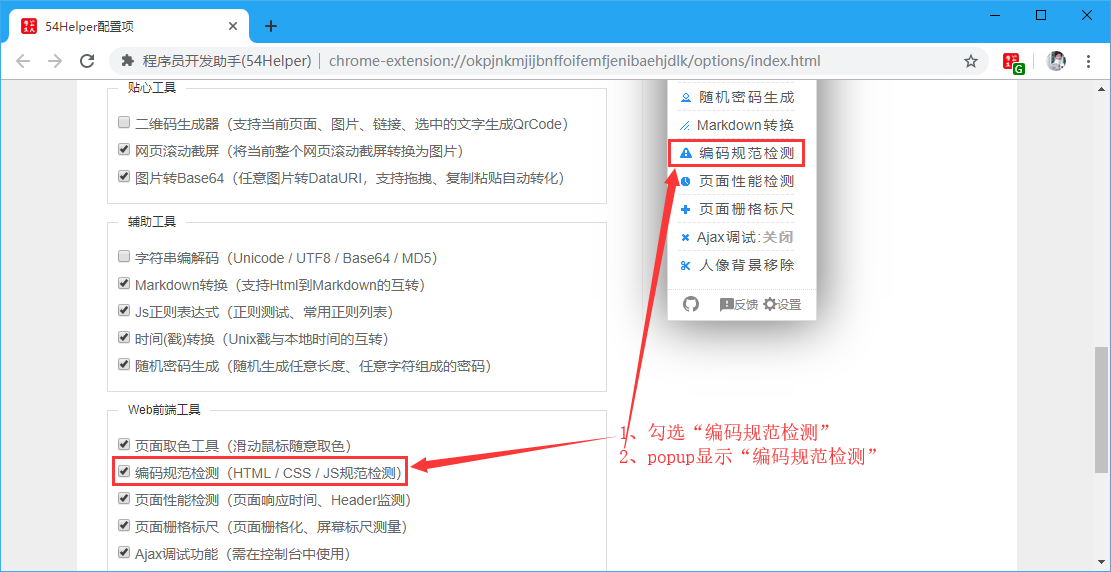 54Helper配置项
程序员开发助手(54Helper)
chrome-extension://okpjnkmjijbnffoifemfjenibaehjdlk/options/index.html
G
贴心工具
二维码生成器（支持当前页面、图片、链接、选中的文字生成QrCode）
网页滚动截屏（将当前整个网页滚动截屏转换为图片）
图片转Base64（任意图片转DataURI，支持拖拽、复制粘贴自动转化）
辅助工具
字符串编解码（Unicode / UTF8 / Base64 / MD5）
Markdown转换（支持Html到Markdown的互转）
Js正则表达式（正则测试、常用正则列表）
时间(戳)转换（Unix戳与本地时间的互转）
随机密码生成（随机生成任意长度、任意字符组成的密码）
Web前端工具
页面取色工具（滑动鼠标随意取色）
编码规范检测（HTML / CSS / JS规范检测）
页面性能检测（页面响应时间、Header监测）
页面栅格标尺（页面栅格化、屏幕标尺测量）
Ajax调试功能（需在控制台中使用）
随机密码生成
Markdown转换
编码规范检测
页面性能检测
页面栅格标尺
Ajax调试:关闭
人像背景移除
反馈 设置
1、勾选“编码规范检测”
2、popup显示“编码规范检测”